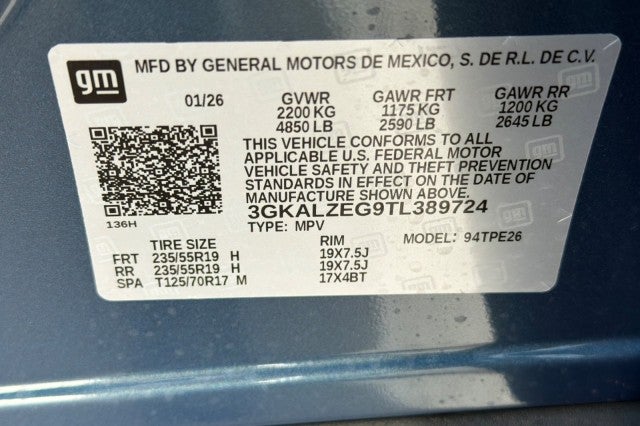 gm
MFD BY GENERAL MOTORS DE MEXICO, S. DE R.L. DE C.V.
01/26 GVWR GAWR FRT GAWR RR
2200 KG 1175 KG 1200 KG
4850 LB 2590 LB 2645 LB
THIS VEHICLE CONFORMS TO ALL
APPLICABLE U.S. FEDERAL MOTOR
VEHICLE SAFETY AND THEFT PREVENTION
STANDARDS IN EFFECT ON THE DATE OF
MANUFACTURE SHOWN ABOVE.
3GKALZEG9TL389724
136H
TYPE: MPV MODEL: 94TPE26
TIRE SIZE RIM
FRT 235/55R19 H 19X7.5J
RR 235/55R19 H 19X7.5J
SPA T125/70R17 M 17X4BT